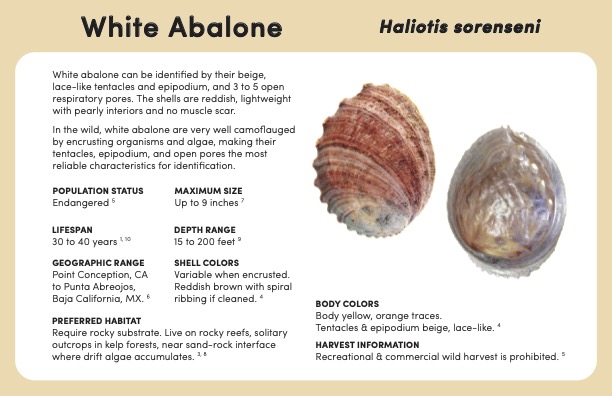 White Abalone
Haliotis sorenseni
White abalone can be identified by their beige,
lace-like tentacles and epipodium, and 3 to 5 open
respiratory pores. The shells are reddish, lightweight
with pearly interiors and no muscle scar.
In the wild, white abalone are very well camoflauged
by encrusting organisms and algae, making their
tentacles, epipodium, and open pores the most
reliable characteristics for identification.
POPULATION STATUS
Endangered 5
MAXIMUM SIZE
Up to 9 inches 7
LIFESPAN
30 to 40 years 1, 10
DEPTH RANGE
15 to 200 feet 9
GEOGRAPHIC RANGE
Point Conception, CA
to Punta Abreojos,
Baja California, MX. 6
SHELL COLORS
Variable when encrusted.
Reddish brown with spiral
ribbing if cleaned. 4
PREFERRED HABITAT
Require rocky substrate. Live on rocky reefs, solitary
outcrops in kelp forests, near sand-rock interface
where drift algae accumulates. 3, 8
BODY COLORS
Body yellow, orange traces.
Tentacles & epipodium beige, lace-like. 4
HARVEST INFORMATION
Recreational & commercial wild harvest is prohibited. 5